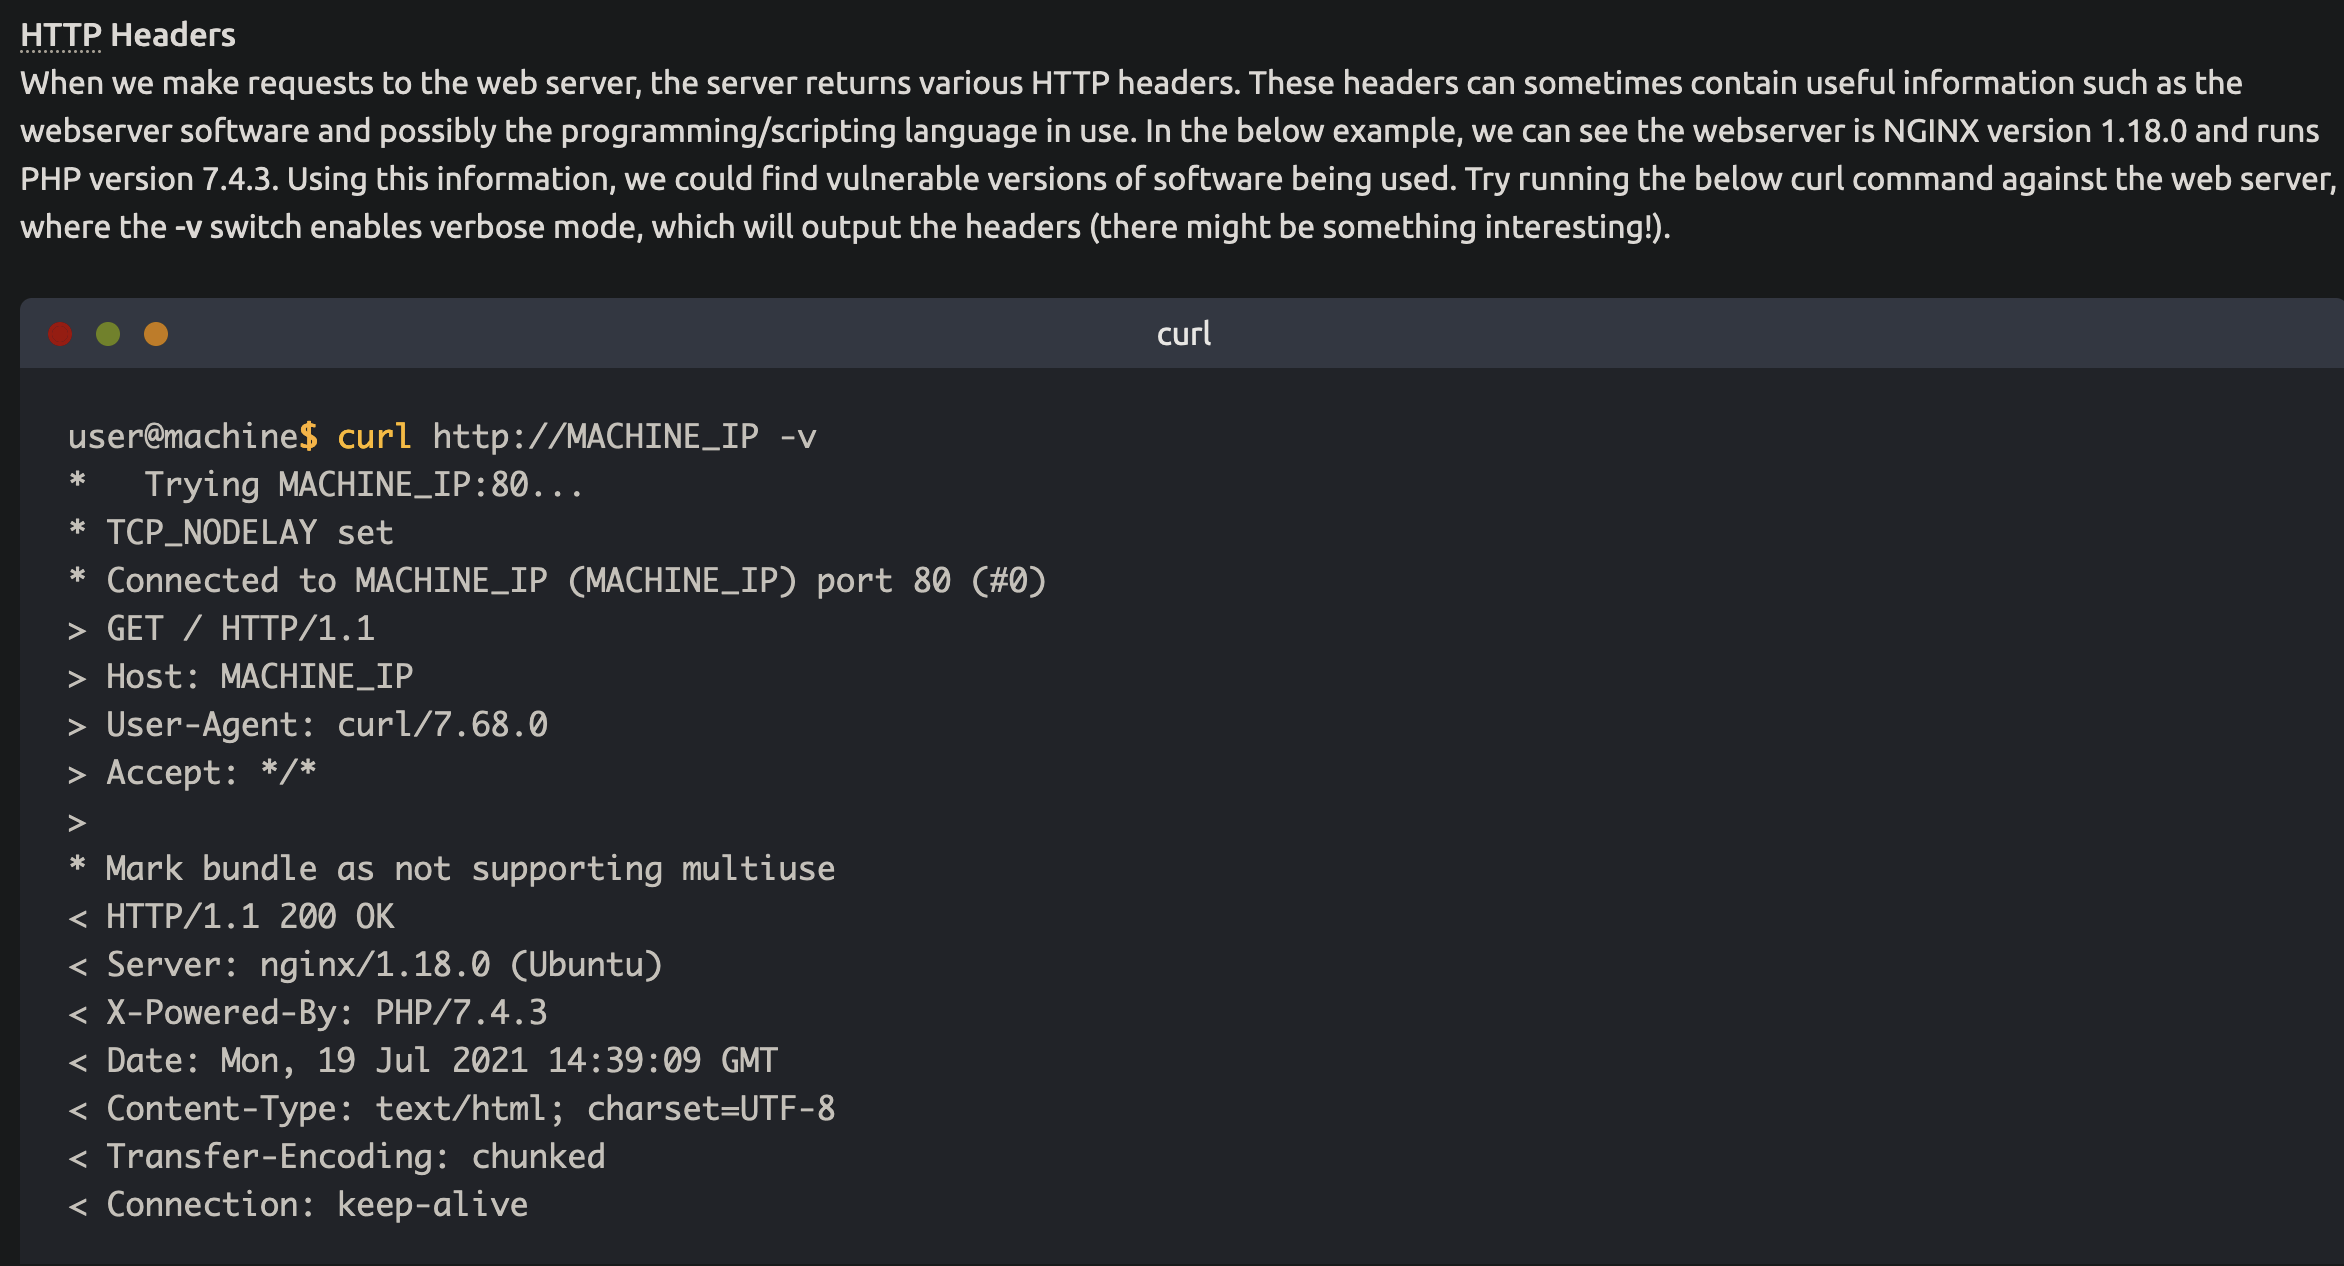 HTTP Headers
When we make requests to the web server, the server returns various HTTP headers. These headers can sometimes contain useful information such as the
webserver software and possibly the programming/scripting language in use. In the below example, we can see the webserver is NGINX version 1.18.0 and runs
PHP version 7.4.3. Using this information, we could find vulnerable versions of software being used. Try running the below curl command against the web server,
where the -v switch enables verbose mode, which will output the headers (there might be something interesting!).
curl
user@machine$ curl http://MACHINE_IP -v
*   Trying MACHINE_IP:80...
* TCP_NODELAY set
* Connected to MACHINE_IP (MACHINE_IP) port 80 (#0)
> GET / HTTP/1.1
> Host: MACHINE_IP
> User-Agent: curl/7.68.0
> Accept: */*
>
* Mark bundle as not supporting multiuse
< HTTP/1.1 200 OK
< Server: nginx/1.18.0 (Ubuntu)
< X-Powered-By: PHP/7.4.3
< Date: Mon, 19 Jul 2021 14:39:09 GMT
< Content-Type: text/html; charset=UTF-8
< Transfer-Encoding: chunked
< Connection: keep-alive